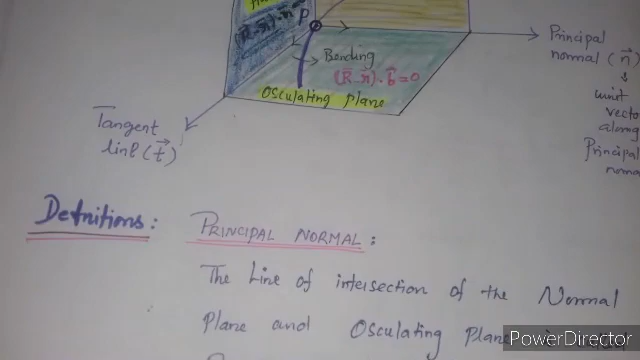 P
Bending
(R̄ - r̄) · b̄ = 0
Osculating plane
Principal
normal (n⃗)
unit
vector
along
Principal
Tangent
line (t⃗)
Definitions:
PRINCIPAL NORMAL:
The Line of intersection of the Normal
Plane and Osculating Plane
PowerDirector